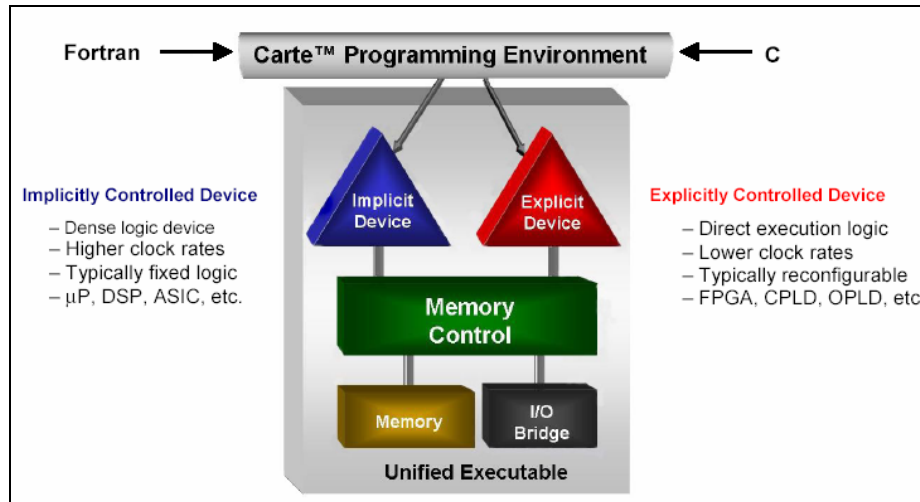 Fortran
Carte™ Programming Environment
C
Implicitly Controlled Device
– Dense logic device
– Higher clock rates
– Typically fixed logic
– µP, DSP, ASIC, etc.
Implicit
Device
Explicit
Device
Explicitly Controlled Device
– Direct execution logic
– Lower clock rates
– Typically reconfigurable
– FPGA, CPLD, OPLD, etc
Memory
Control
Memory
I/O
Bridge
Unified Executable